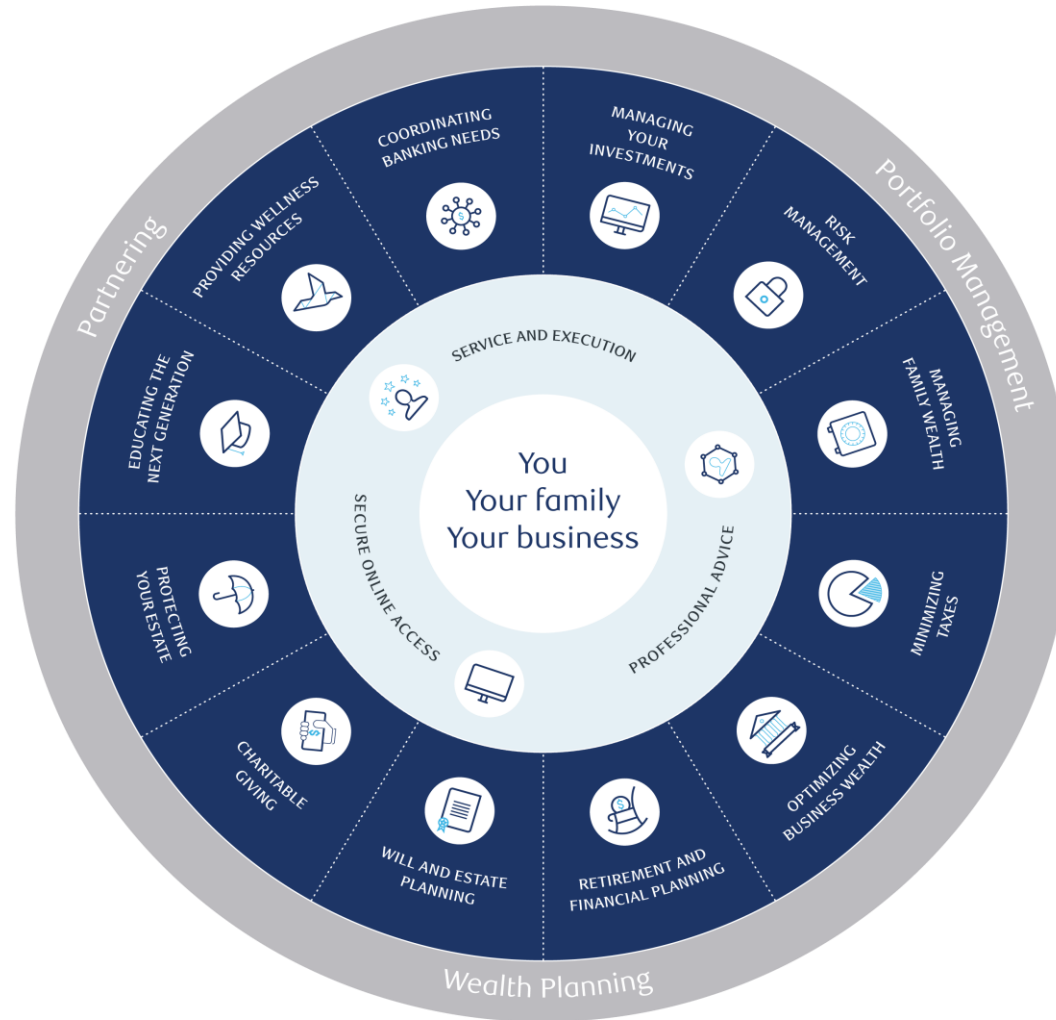 Partnering
Portfolio Management
Wealth Planning
COORDINATING
BANKING NEEDS
MANAGING
YOUR
INVESTMENTS
RISK
MANAGEMENT
MANAGING
FAMILY WEALTH
MINIMIZING
TAXES
OPTIMIZING
BUSINESS WEALTH
RETIREMENT AND
FINANCIAL PLANNING
WILL AND ESTATE
PLANNING
CHARITABLE
GIVING
PROTECTING
YOUR ESTATE
EDUCATING THE
NEXT GENERATION
PROVIDING WELLNESS
RESOURCES
SERVICE AND EXECUTION
PROFESSIONAL ADVICE
SECURE ONLINE ACCESS
You
Your family
Your business
$
$
$